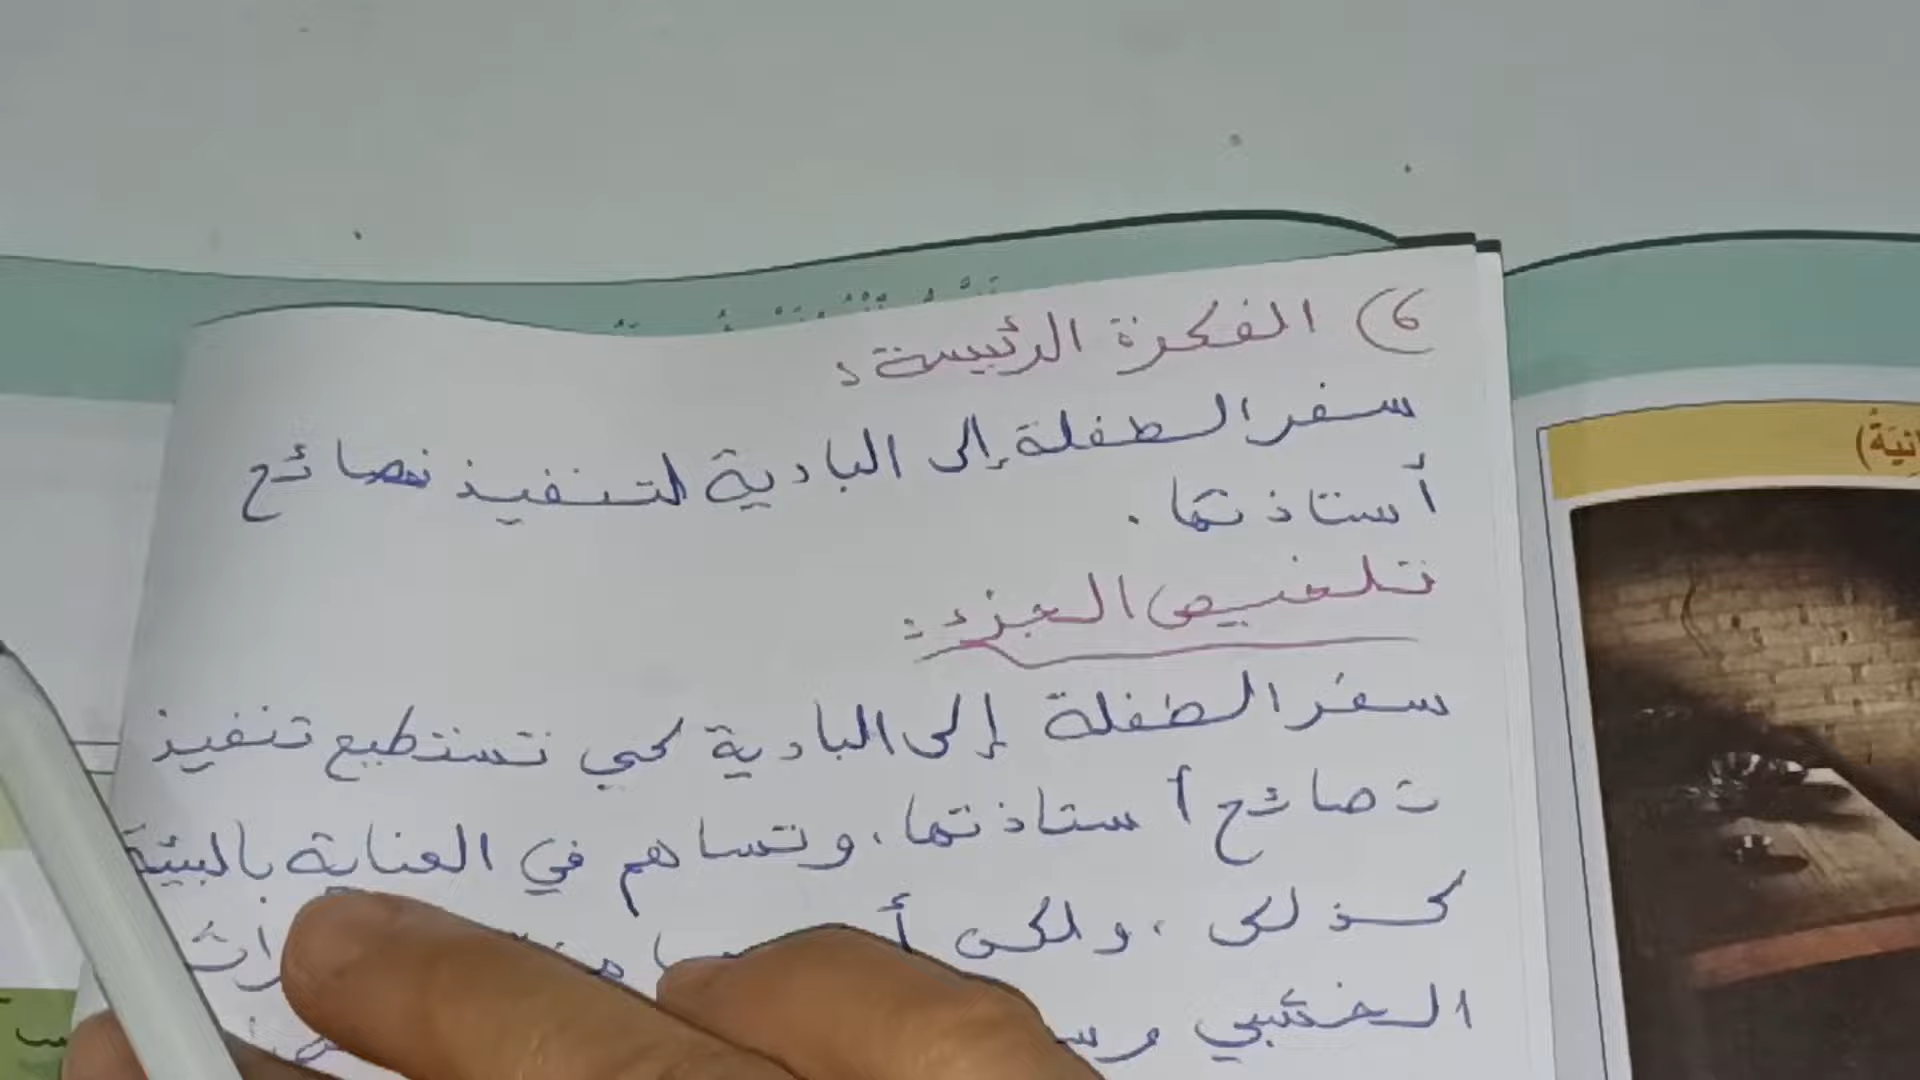 6) الفكرة الرئيسة:
سفر الطفلة إلى البادية لتنفيذ نصائح
أستاذتها.
تلخيص الجزء:
سفر الطفلة إلى البادية كي تستطيع تنفيذ
نصائح أستاذتها، وتساهم في العناية بالبيئة
كذلك، ولكن
الخشبي